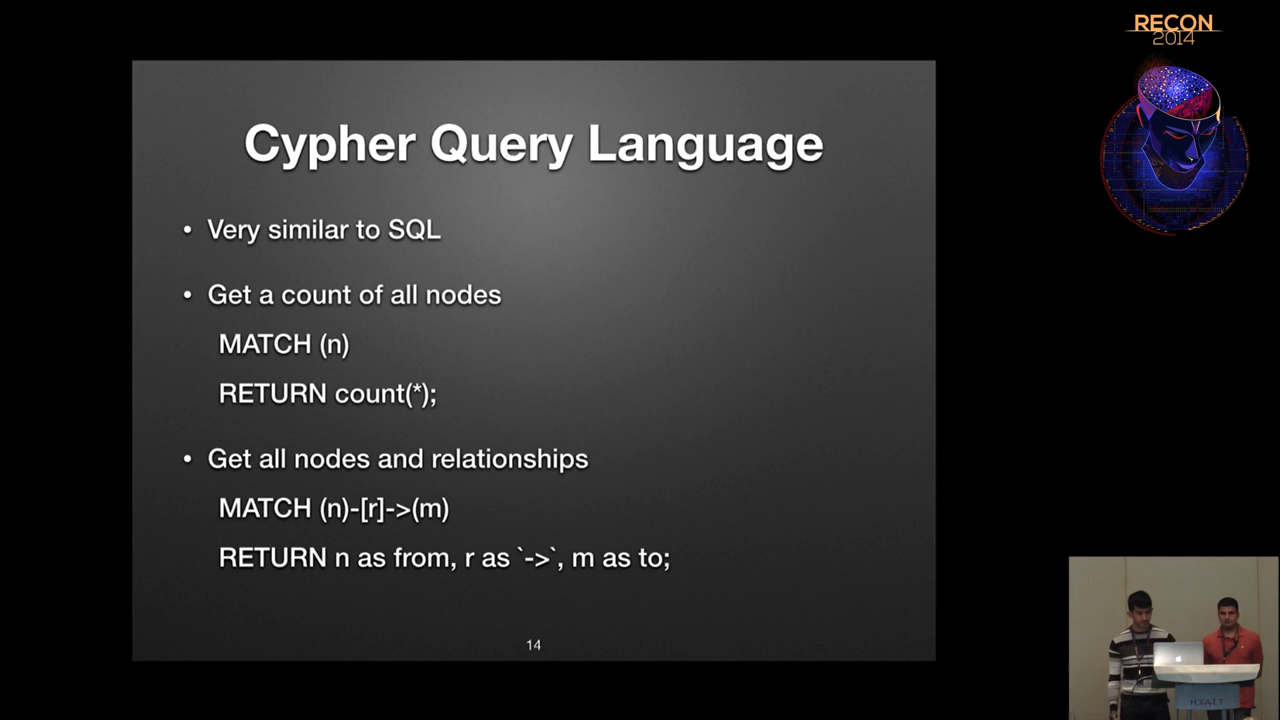 RECON
2014
Cypher Query Language
• Very similar to SQL
• Get a count of all nodes
MATCH (n)
RETURN count(*);
• Get all nodes and relationships
MATCH (n)-[r]->(m)
RETURN n as from, r as `->`, m as to;
14
HYATT